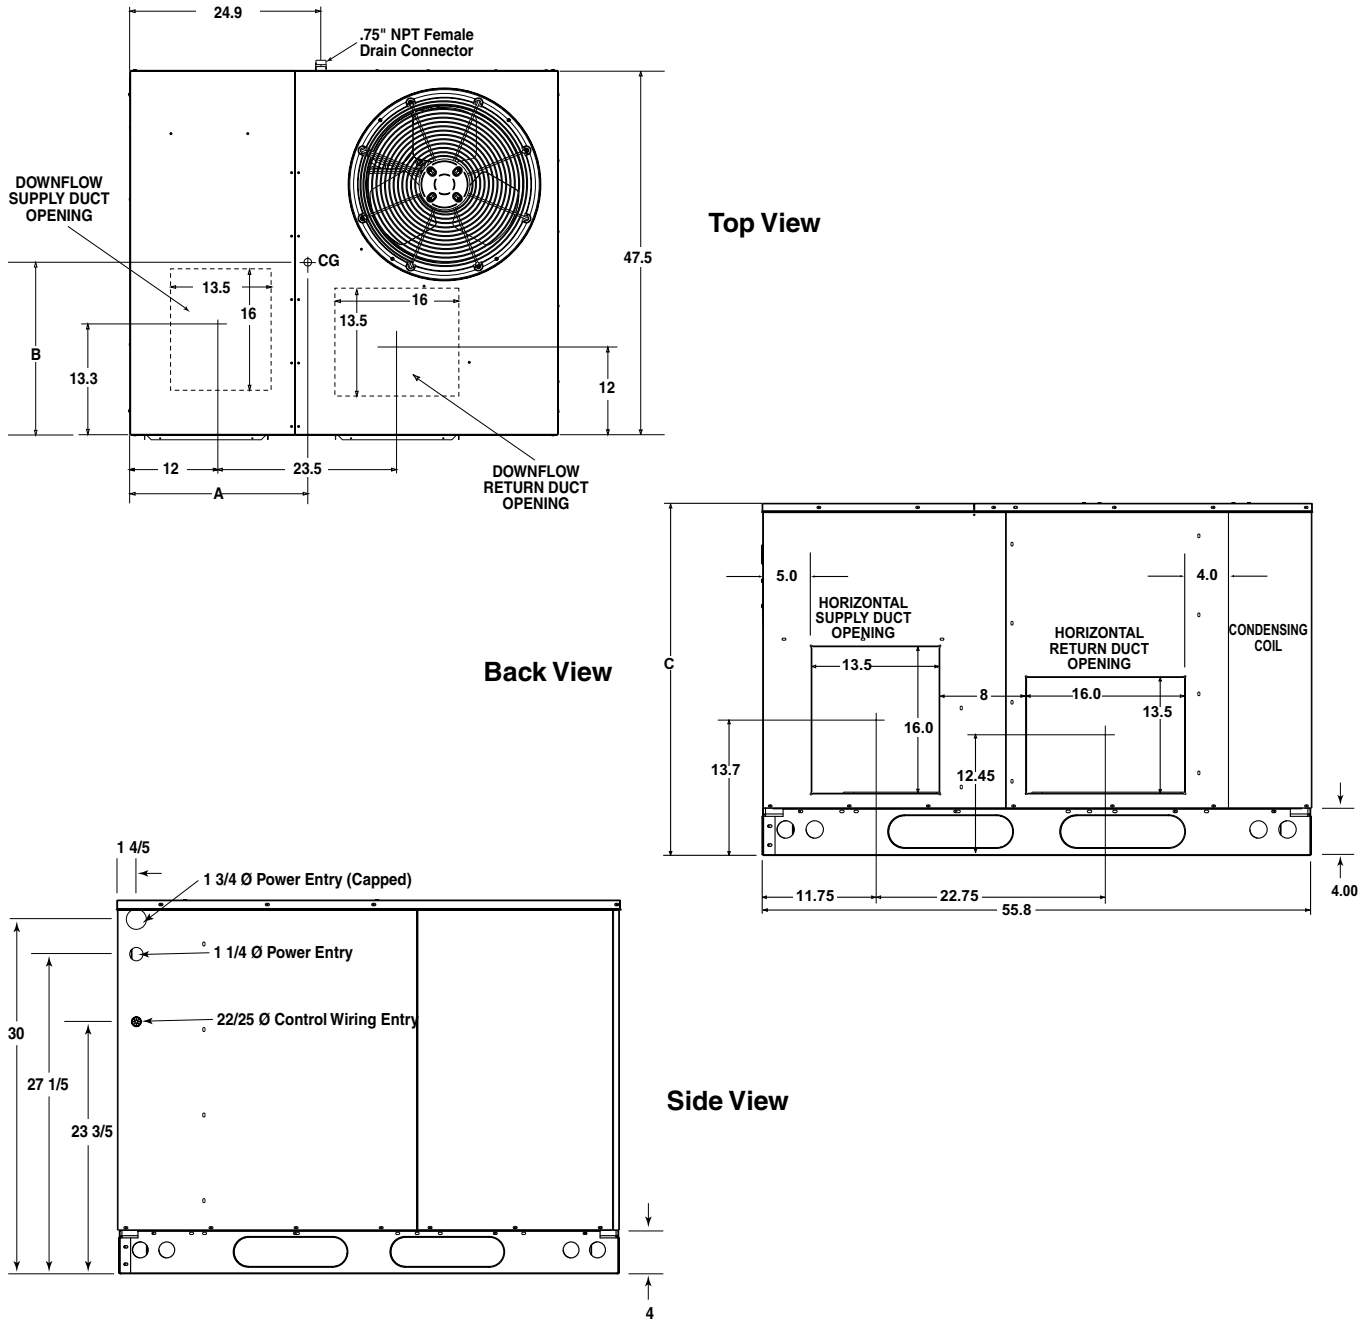 24.9
.75" NPT Female
Drain Connector
DOWNFLOW
SUPPLY DUCT
OPENING
Top View
CG
47.5
13.5
16
16
13.5
B
13.3
12
12
23.5
A
DOWNFLOW
RETURN DUCT
OPENING
5.0
4.0
HORIZONTAL
SUPPLY DUCT
OPENING
HORIZONTAL
RETURN DUCT
OPENING
CONDENSING
COIL
Back View
C
13.5
8
16.0
16.0
13.5
13.7
12.45
11.75
22.75
4.00
55.8
1 4/5
1 3/4 Ø Power Entry (Capped)
1 1/4 Ø Power Entry
22/25 Ø Control Wiring Entry
30
27 1/5
23 3/5
Side View
4